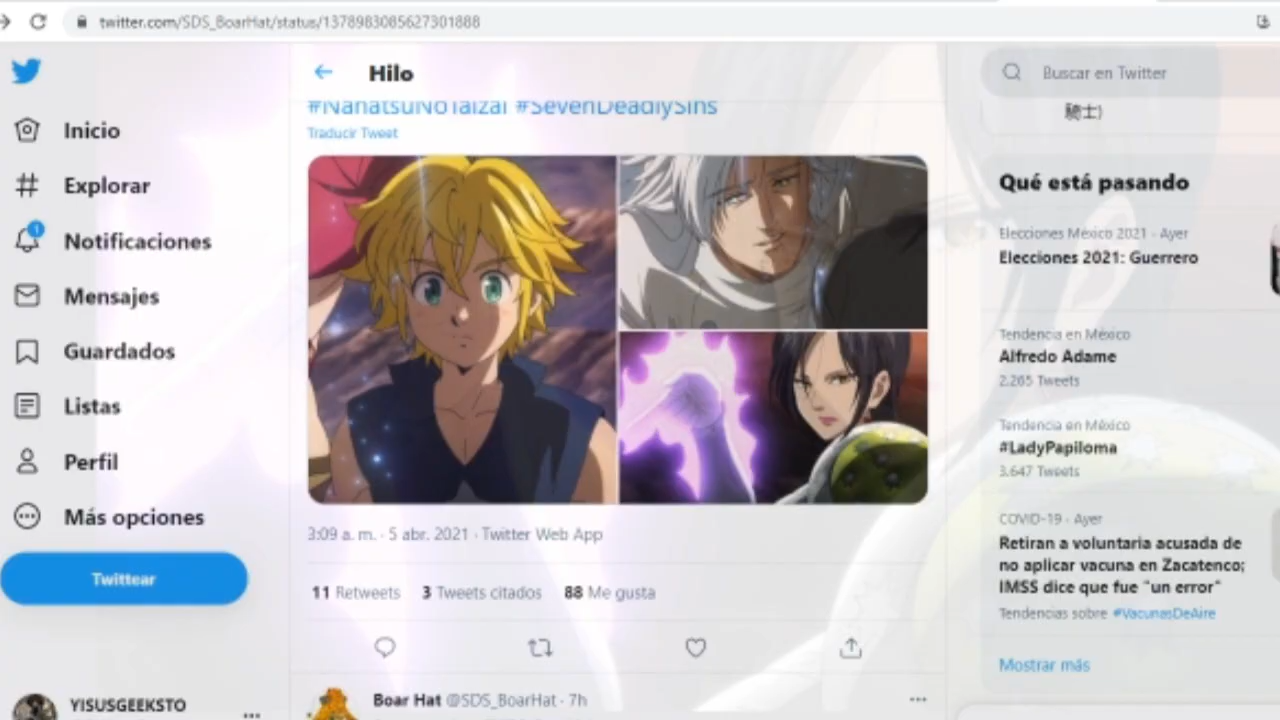 twitter.com/SDS_BoarHat/status/1378983085627301888
Hilo
#NanatsuNoTaizai #SevenDeadlySins
Traducir Tweet
Inicio
Explorar
1
Notificaciones
Mensajes
Guardados
Listas
Perfil
Más opciones
Twittear
YISUSGEEKSTO
3:09 a. m. · 5 abr. 2021 · Twitter Web App
11 Retweets 3 Tweets citados 88 Me gusta
Boar Hat @SDS_BoarHat · 7h
Buscar en Twitter
騎士)
Qué está pasando
Elecciones México 2021 · Ayer
Elecciones 2021: Guerrero
Tendencia en México
Alfredo Adame
2.265 Tweets
Tendencia en México
#LadyPapiloma
3.647 Tweets
COVID-19 · Ayer
Retiran a voluntaria acusada de
no aplicar vacuna en Zacatenco;
IMSS dice que fue "un error"
Tendencias sobre #VacunasDeAire
Mostrar más